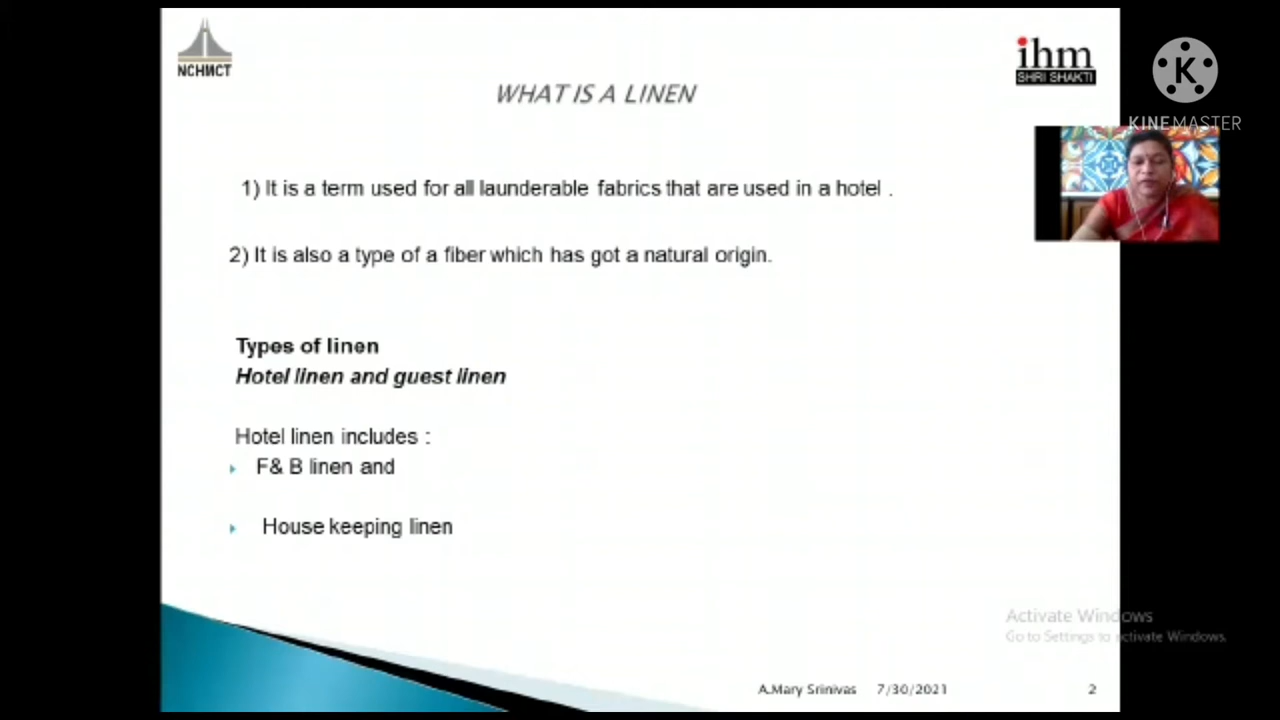 NCHMCT
ihm
SHRI SHAKTI
KINEMASTER
WHAT IS A LINEN
1) It is a term used for all launderable fabrics that are used in a hotel .
2) It is also a type of a fiber which has got a natural origin.
Types of linen
Hotel linen and guest linen
Hotel linen includes :
F& B linen and
House keeping linen
Activate Windows
Go to Settings to activate Windows.
A.Mary Srinivas 7/30/2021 2